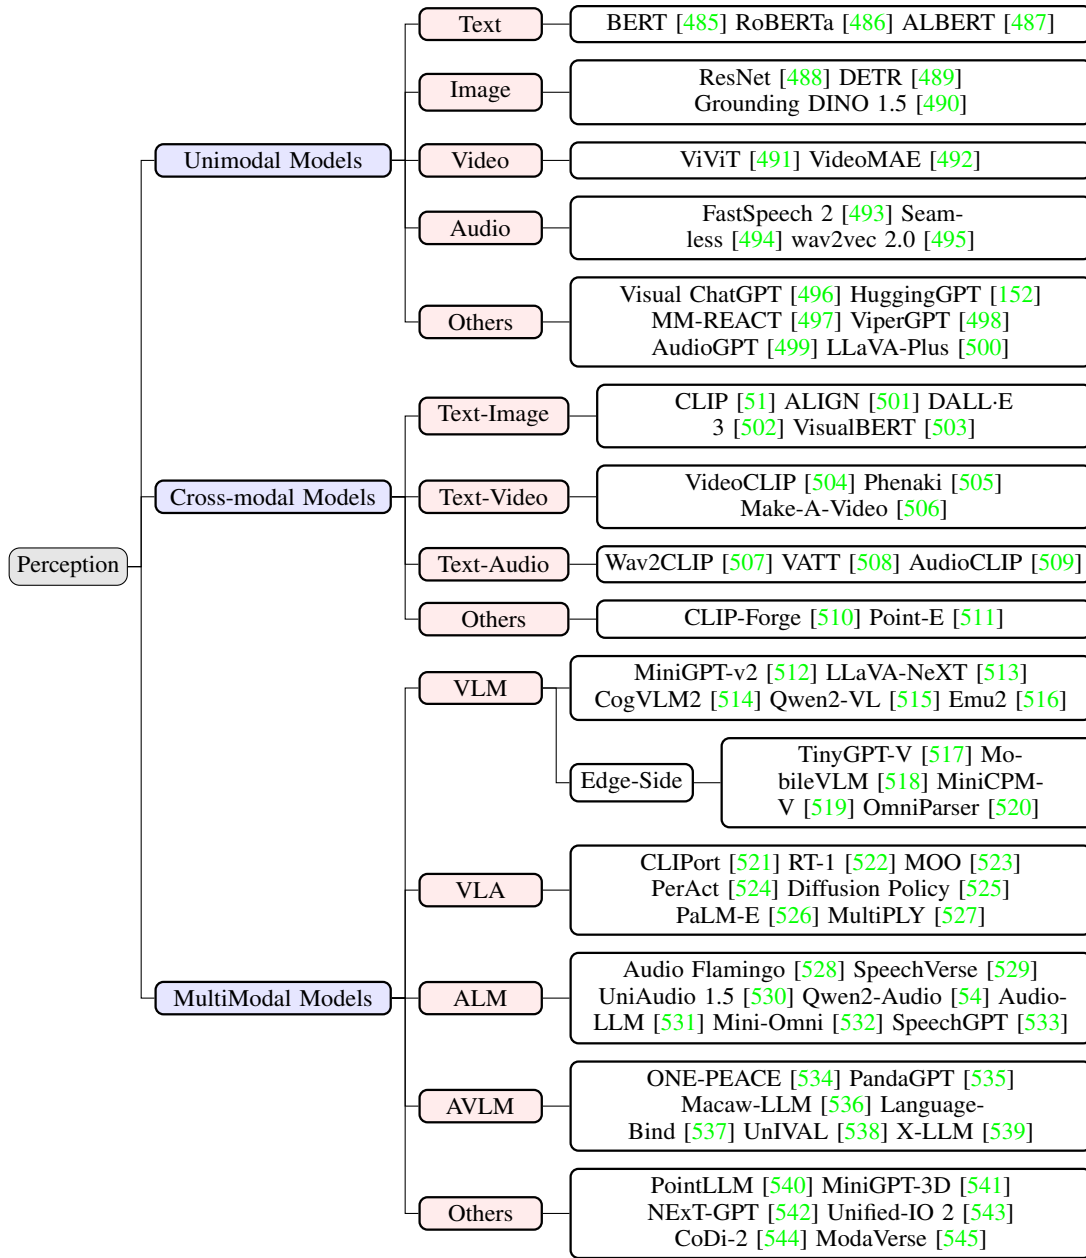 Perception
Unimodal Models
Text
BERT [485] RoBERTa [486] ALBERT [487]
Image
ResNet [488] DETR [489]
Grounding DINO 1.5 [490]
Video
ViViT [491] VideoMAE [492]
Audio
FastSpeech 2 [493] Seam-
less [494] wav2vec 2.0 [495]
Others
Visual ChatGPT [496] HuggingGPT [152]
MM-REACT [497] ViperGPT [498]
AudioGPT [499] LLaVA-Plus [500]
Cross-modal Models
Text-Image
CLIP [51] ALIGN [501] DALL·E
3 [502] VisualBERT [503]
Text-Video
VideoCLIP [504] Phenaki [505]
Make-A-Video [506]
Text-Audio
Wav2CLIP [507] VATT [508] AudioCLIP [509]
Others
CLIP-Forge [510] Point-E [511]
MultiModal Models
VLM
MiniGPT-v2 [512] LLaVA-NeXT [513]
CogVLM2 [514] Qwen2-VL [515] Emu2 [516]
Edge-Side
TinyGPT-V [517] Mo-
bileVLM [518] MiniCPM-
V [519] OmniParser [520]
VLA
CLIPort [521] RT-1 [522] MOO [523]
PerAct [524] Diffusion Policy [525]
PaLM-E [526] MultiPLY [527]
ALM
Audio Flamingo [528] SpeechVerse [529]
UniAudio 1.5 [530] Qwen2-Audio [54] Audio-
LLM [531] Mini-Omni [532] SpeechGPT [533]
AVLM
ONE-PEACE [534] PandaGPT [535]
Macaw-LLM [536] Language-
Bind [537] UnIVAL [538] X-LLM [539]
Others
PointLLM [540] MiniGPT-3D [541]
NExT-GPT [542] Unified-IO 2 [543]
CoDi-2 [544] ModaVerse [545]